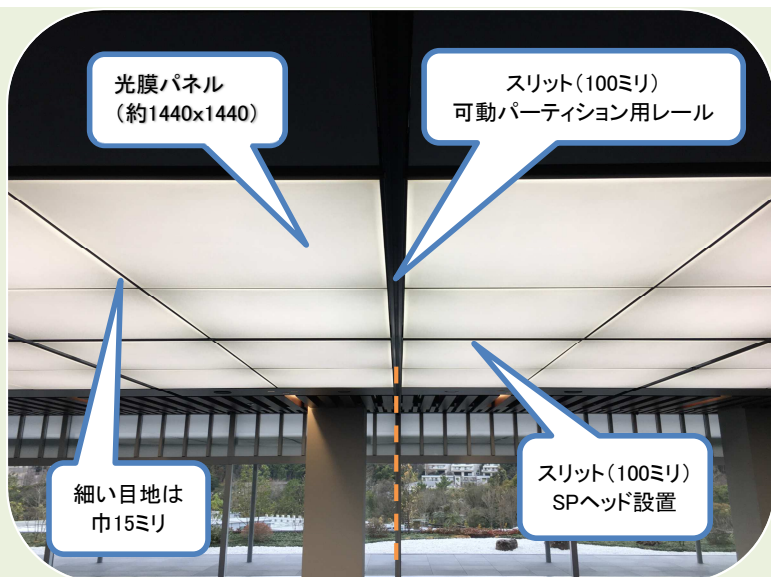 光膜パネル
（約1440x1440）
スリット（100ミリ）
可動パーティション用レール
細い目地は
巾15ミリ
スリット（100ミリ）
SPヘッド設置